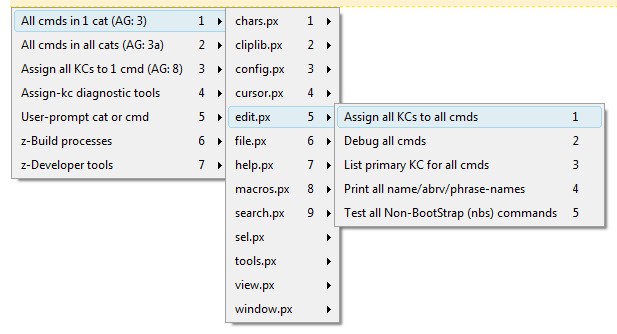 All cmds in 1 cat (AG: 3) 1
All cmds in all cats (AG: 3a) 2
Assign all KCs to 1 cmd (AG: 8) 3
Assign-kc diagnostic tools 4
User-prompt cat or cmd 5
z-Build processes 6
z-Developer tools 7
chars.px 1
cliplib.px 2
config.px 3
cursor.px 4
edit.px 5
file.px 6
help.px 7
macros.px 8
search.px 9
sel.px
tools.px
view.px
window.px
Assign all KCs to all cmds 1
Debug all cmds 2
List primary KC for all cmds 3
Print all name/abrv/phrase-names 4
Test all Non-BootStrap (nbs) commands 5